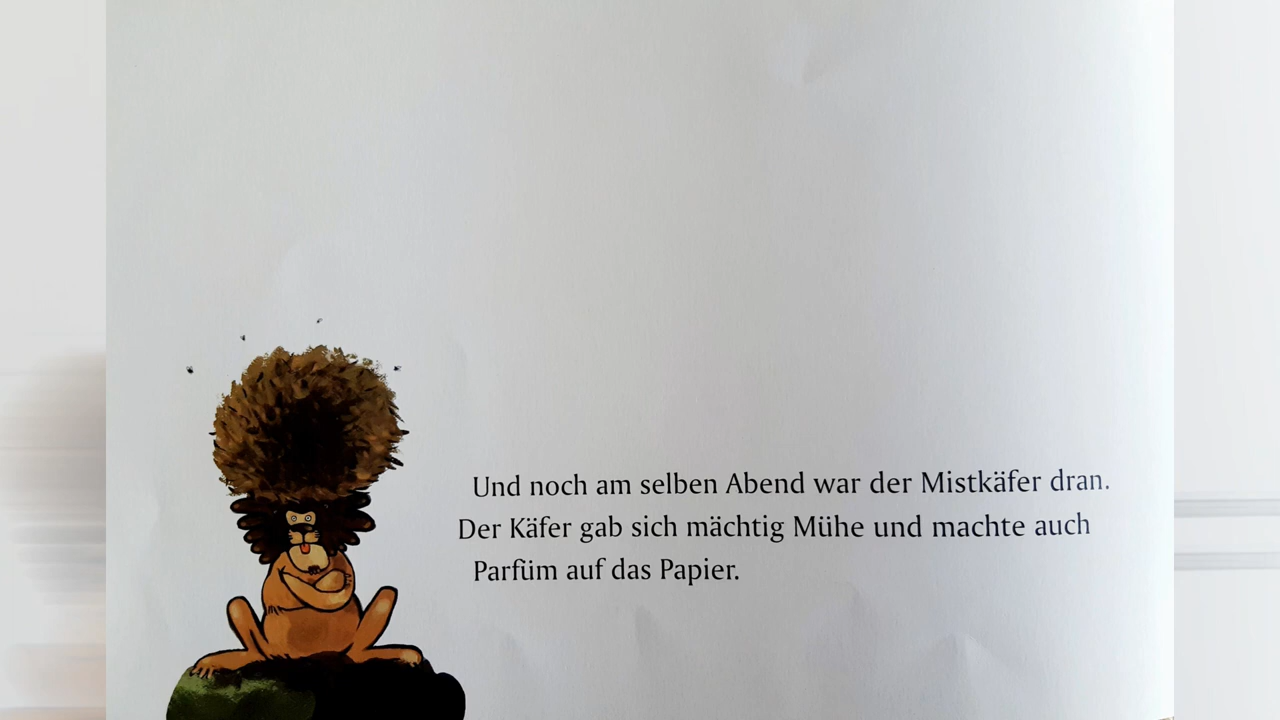 Und noch am selben Abend war der Mistkäfer dran.
Der Käfer gab sich mächtig Mühe und machte auch
Parfüm auf das Papier.